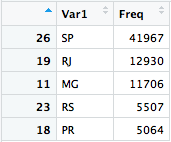 Var1 Freq
26 SP 41967
19 RJ 12930
11 MG 11706
23 RS 5507
18 PR 5064